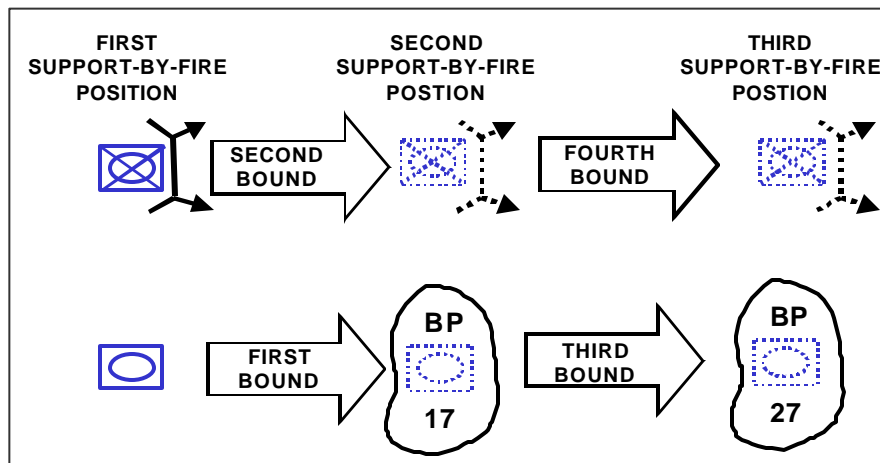 FIRST
SUPPORT-BY-FIRE
POSITION
SECOND
SUPPORT-BY-FIRE
POSTION
THIRD
SUPPORT-BY-FIRE
POSTION
SECOND
BOUND
FOURTH
BOUND
FIRST
BOUND
BP
17
THIRD
BOUND
BP
27